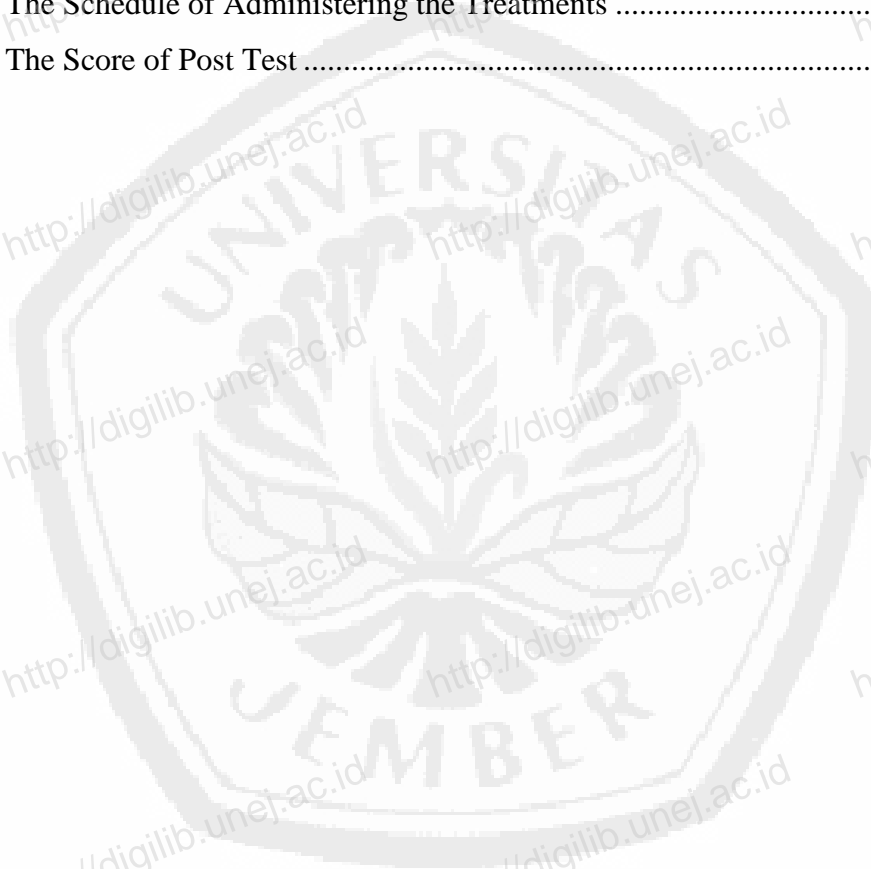 The Schedule of Administering the Treatments ................................
The Score of Post Test .......................................................................
UNIVERSITAS
JEMBER
http://digilib.unej.ac.id
http://digilib.unej.ac.id
http://digilib.unej.ac.id
http://digilib.unej.ac.id
http://digilib.unej.ac.id
http://digilib.unej.ac.id
//digilib.unej.ac.id
//digilib.unej.ac.id